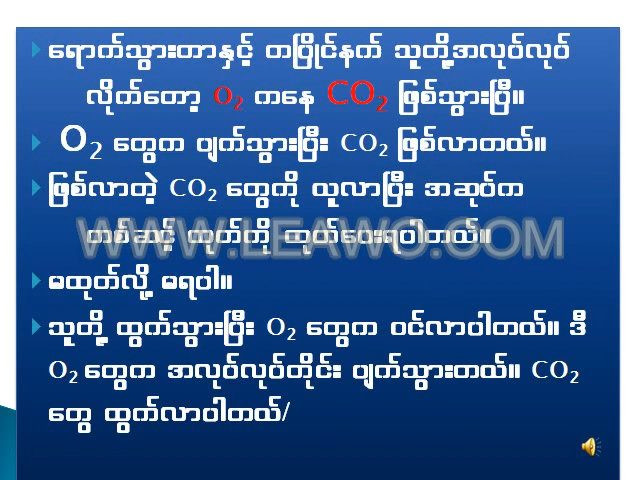 ရောက်သွားတာနှင့် တပြိုင်နက် သူတို့အလုပ်လုပ်
လိုက်တော့ O₂ ကနေ CO₂ ဖြစ်သွားပြီ။
O₂ တွေက ပျက်သွားပြီး CO₂ ဖြစ်လာတယ်။
ဖြစ်လာတဲ့ CO₂ တွေကို ယူလာပြီး အဆုပ်က
တစ်ဆင့် ထုတ်ကို ထုတ်ပေးရပါတယ်။
WWW.LEAWO.COM
မထုတ်လို့ မရပါ။
သူတို့ ထွက်သွားပြီး O₂ တွေက ဝင်လာပါတယ်။ ဒီ
O₂ တွေက အလုပ်လုပ်တိုင်း ပျက်သွားတယ်။ CO₂
တွေ ထွက်လာပါတယ်/